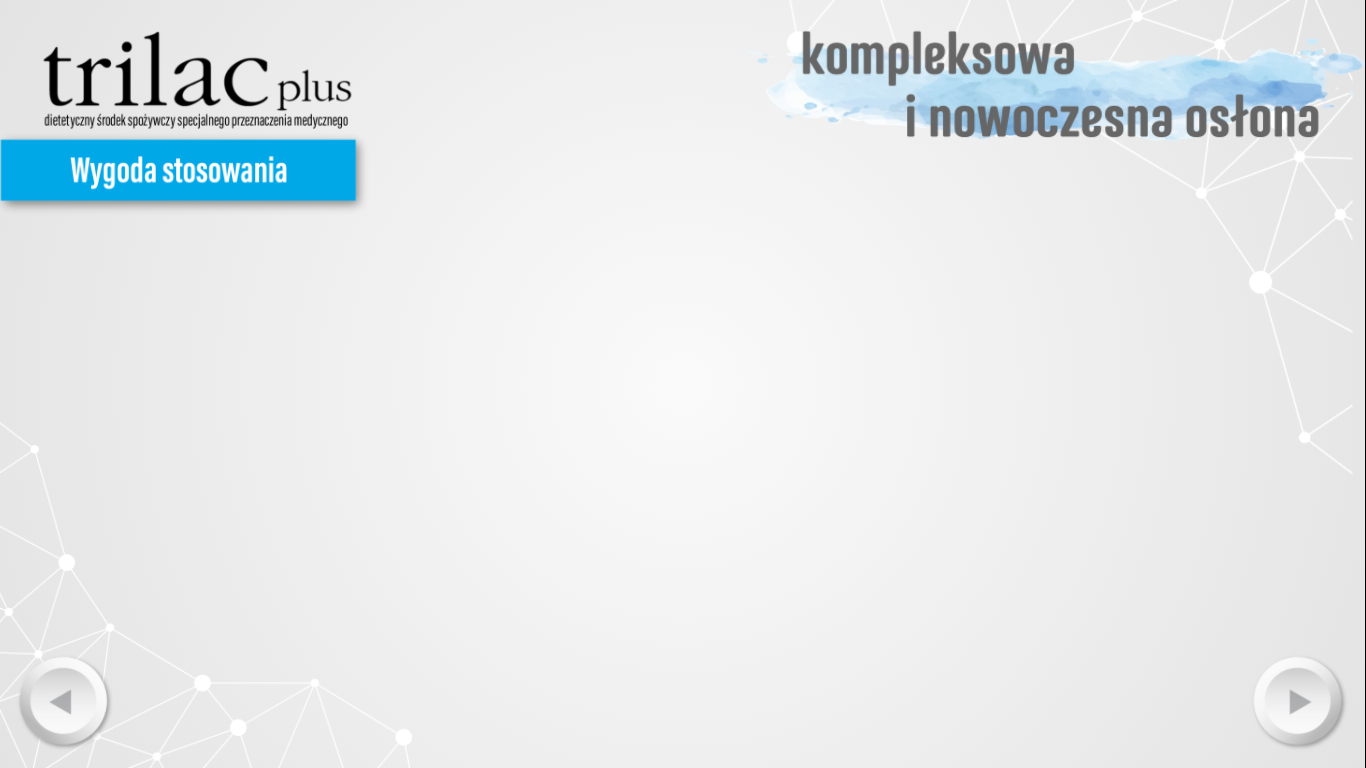 trilac plus
dietetyczny środek spożywczy specjalnego przeznaczenia medycznego
Wygoda stosowania
kompleksowa
i nowoczesna osłona